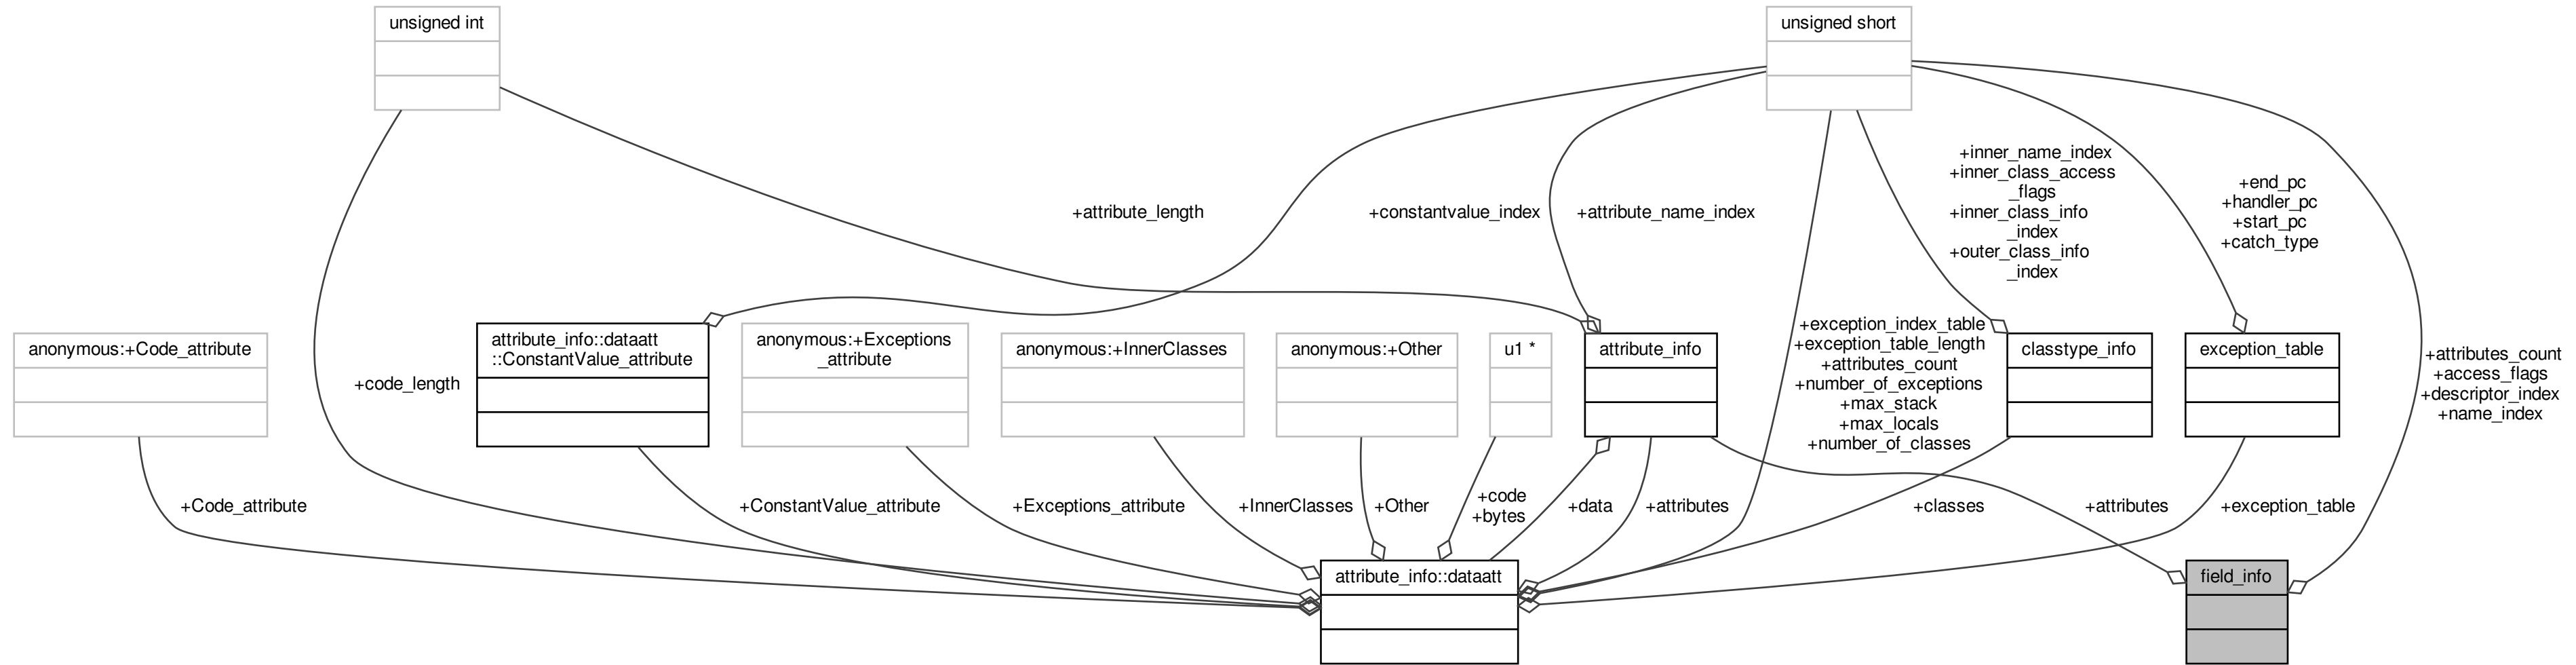 unsigned int
unsigned short
+inner_name_index
+inner_class_access
_flags
+inner_class_info
_index
+outer_class_info
_index
+end_pc
+handler_pc
+start_pc
+catch_type
+attribute_length
+constantvalue_index
+attribute_name_index
anonymous:+Code_attribute
+code_length
attribute_info::dataatt
::ConstantValue_attribute
anonymous:+Exceptions
_attribute
anonymous:+InnerClasses
anonymous:+Other
u1 *
attribute_info
+exception_index_table
+exception_table_length
+attributes_count
+number_of_exceptions
+max_stack
+max_locals
+number_of_classes
classtype_info
exception_table
+attributes_count
+access_flags
+descriptor_index
+name_index
+Code_attribute
+ConstantValue_attribute
+Exceptions_attribute
+InnerClasses
+Other
+code
+bytes
+data
+attributes
+classes
+attributes
+exception_table
attribute_info::dataatt
field_info